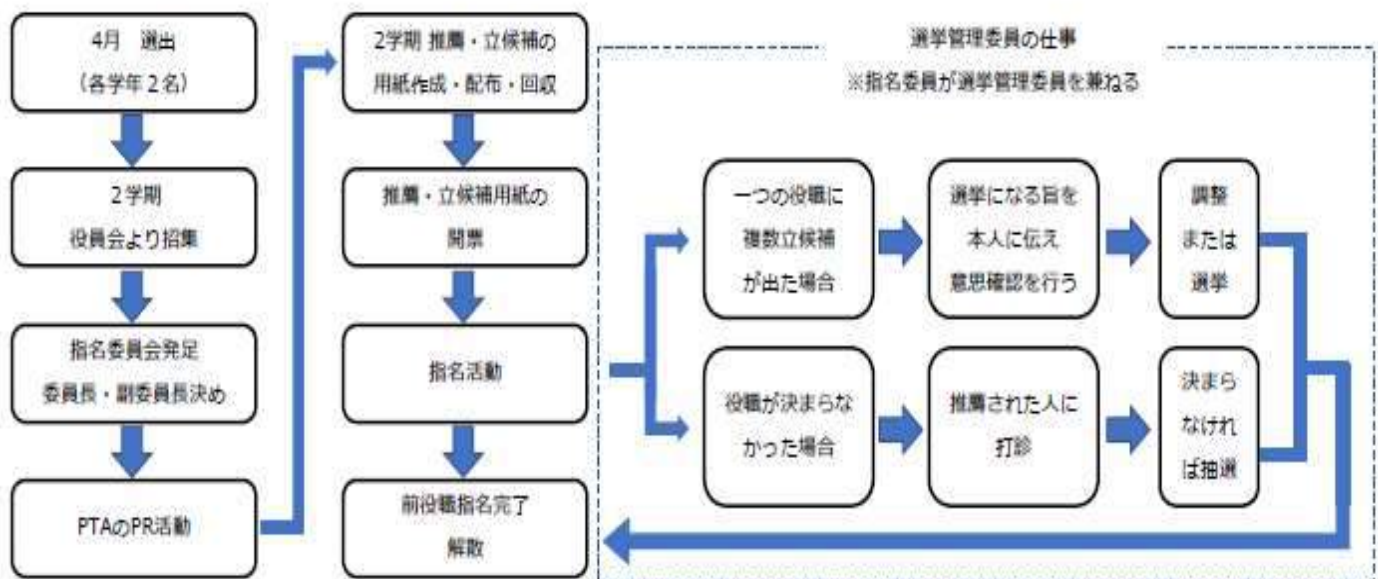 4月　選出
（各学年２名）
２学期
役員会より招集
指名委員会発足
委員長・副委員長決め
PTAのPR活動
2学期 推薦・立候補の
用紙作成・配布・回収
推薦・立候補用紙の
開票
指名活動
前役職指名完了
解散
選挙管理委員の仕事
※指名委員が選挙管理委員を兼ねる
一つの役職に
複数立候補
が出た場合
選挙になる旨を
本人に伝え
意思確認を行う
調整
または
選挙
役職が決まらな
かった場合
推薦された人に
打診
決まら
なけれ
ば抽選